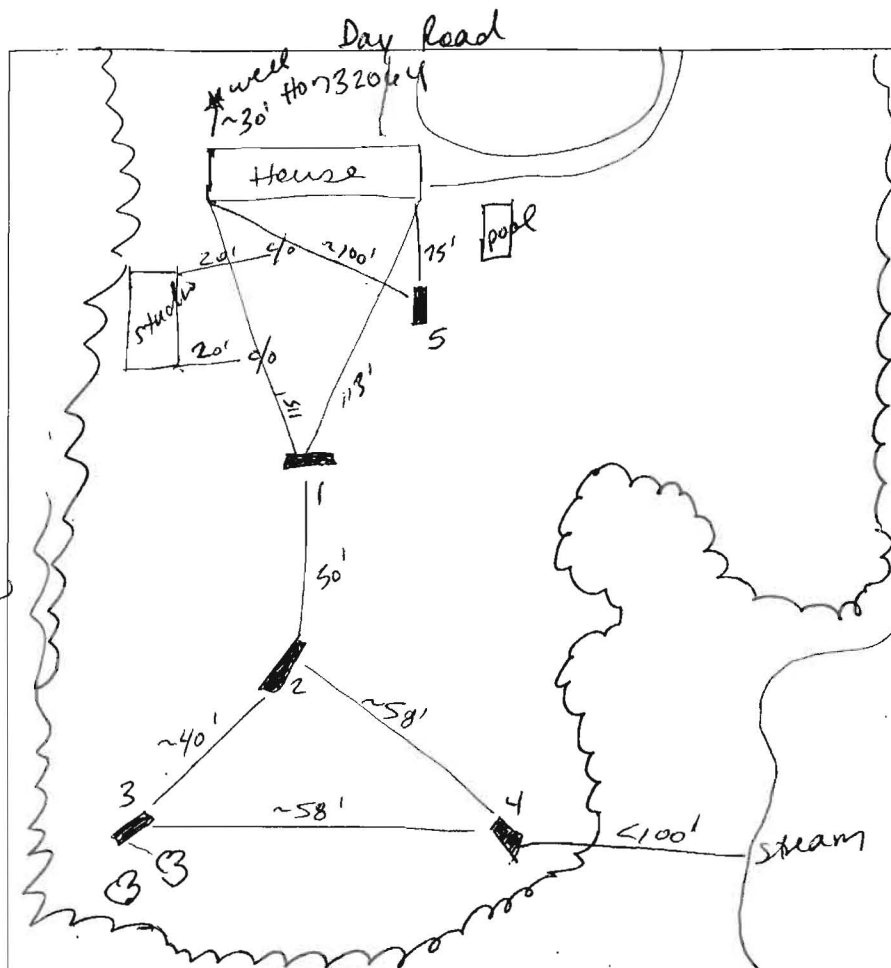 Day Road
well
~30' HO732064
House
pool
75'
~100'
20' c/o
studio
20' c/o
5
115'
113'
1
50'
2
~40'
~58'
3
4
~58'
<100'
stream